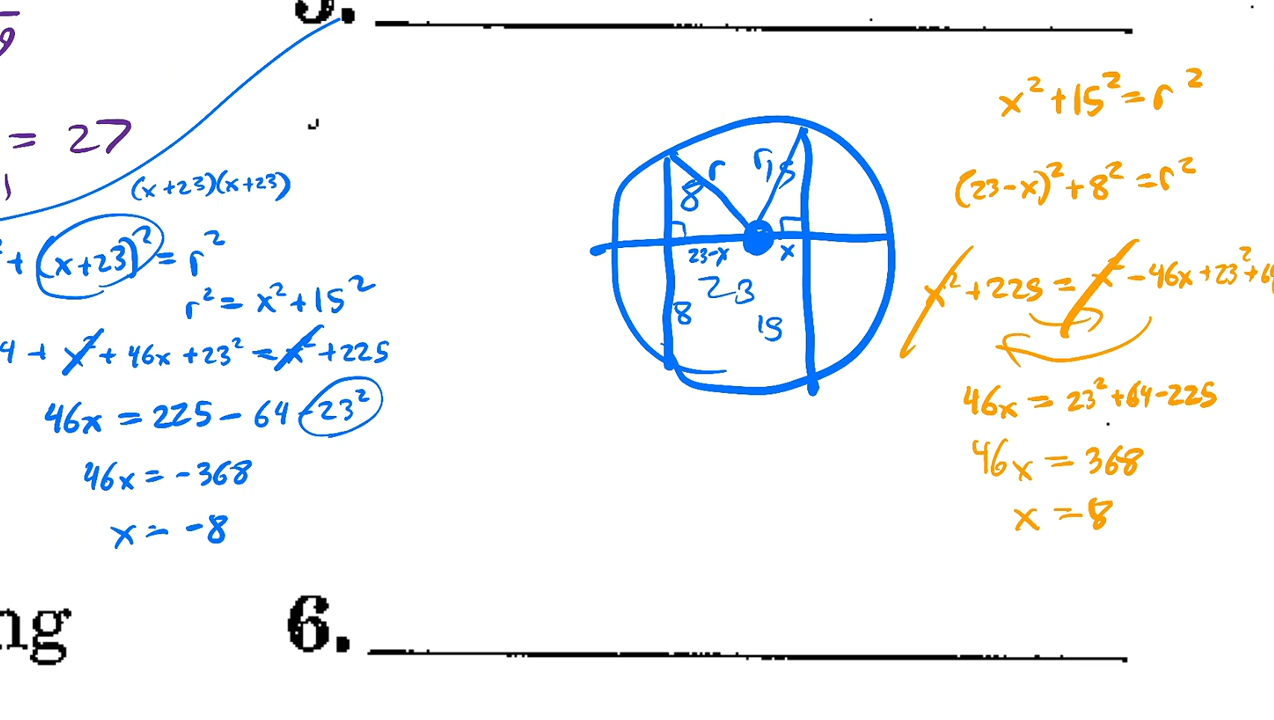 5.
= 27
(x+23)(x+23)
+ (x+23)² = r²
r² = x² + 15²
4 + x² + 46x + 23² = x² + 225
46x = 225 - 64 - 23²
46x = -368
x = -8
r
r
15
8
23-x
x
23
8
15
x² + 15² = r²
(23-x)² + 8² = r²
x² + 225 = x² - 46x + 23² + 64
46x = 23² + 64 - 225
46x = 368
x = 8
ng
6.